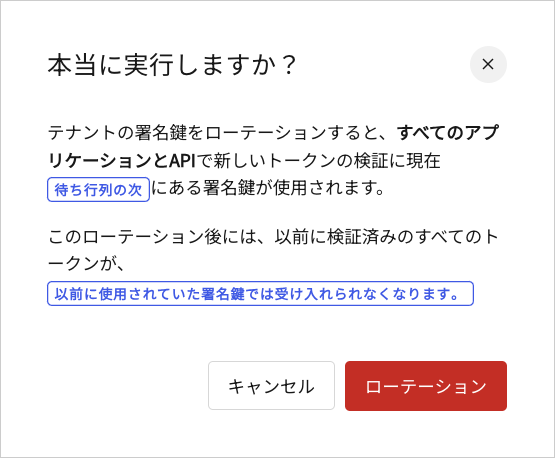 本当に実行しますか？
テナントの署名鍵をローテーションすると、すべてのアプ
リケーションとAPIで新しいトークンの検証に現在
待ち行列の次にある署名鍵が使用されます。
このローテーション後には、以前に検証済みのすべてのト
ークンが、
以前に使用されていた署名鍵では受け入れられなくなります。
キャンセル
ローテーション